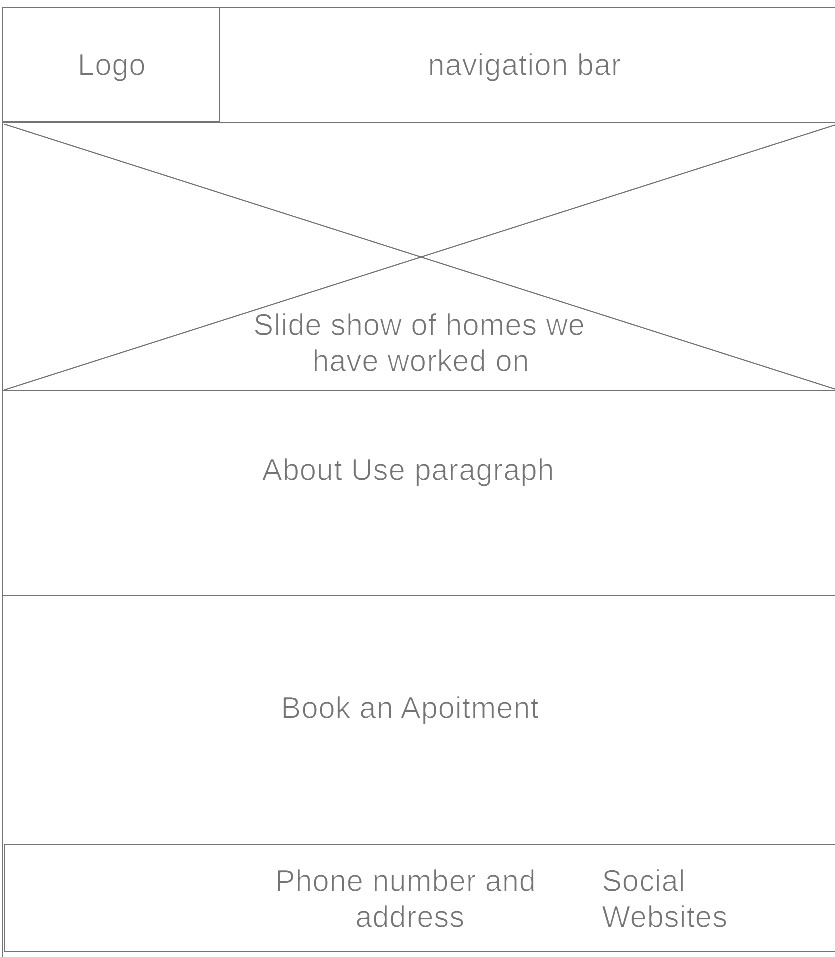 Logo
navigation bar
Slide show of homes we
have worked on
About Use paragraph
Book an Apoitment
Phone number and
address
Social
Websites